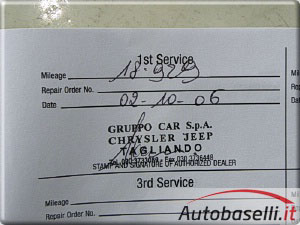 1st Service
Mileage 18.929
Repair Order No.
Date 02-10-06
GRUPPO CAR S.p.A.
CHRYSLER JEEP
TAGLIANDO
STAMP AND SIGNATURE OF AUTHORIZED DEALER
3rd Service
Mileage
Repair Order No.
Date
Autobaselli.it